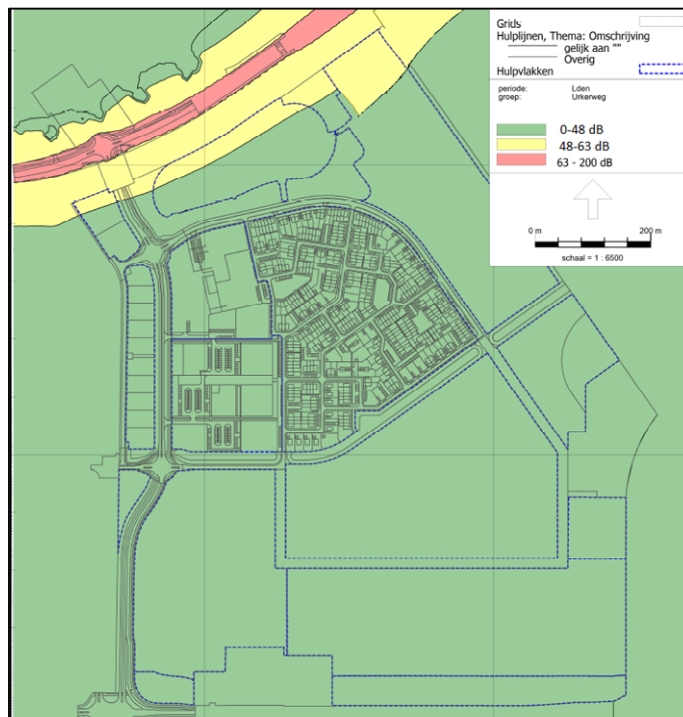 Grids
Hulplijnen, Thema: Omschrijving
gelijk aan ""
Overig
Hulpvlakken
periode: Lden
groep: Urkerweg
0-48 dB
48-63 dB
63 - 200 dB
0 m 200 m
schaal = 1 : 6500